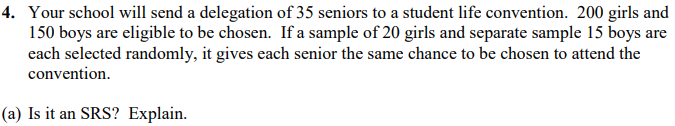 4. Your school will send a delegation of 35 seniors to a student life convention. 200 girls and
150 boys are eligible to be chosen. If a sample of 20 girls and separate sample 15 boys are
each selected randomly, it gives each senior the same chance to be chosen to attend the
convention.
(a) Is it an SRS? Explain.